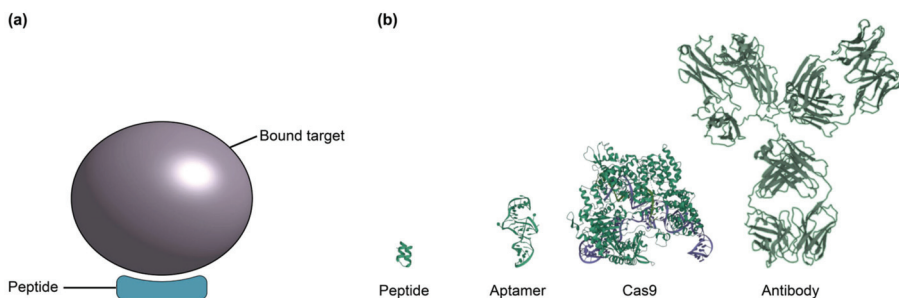 (a)
Bound target
Peptide
(b)
Peptide Aptamer Cas9 Antibody